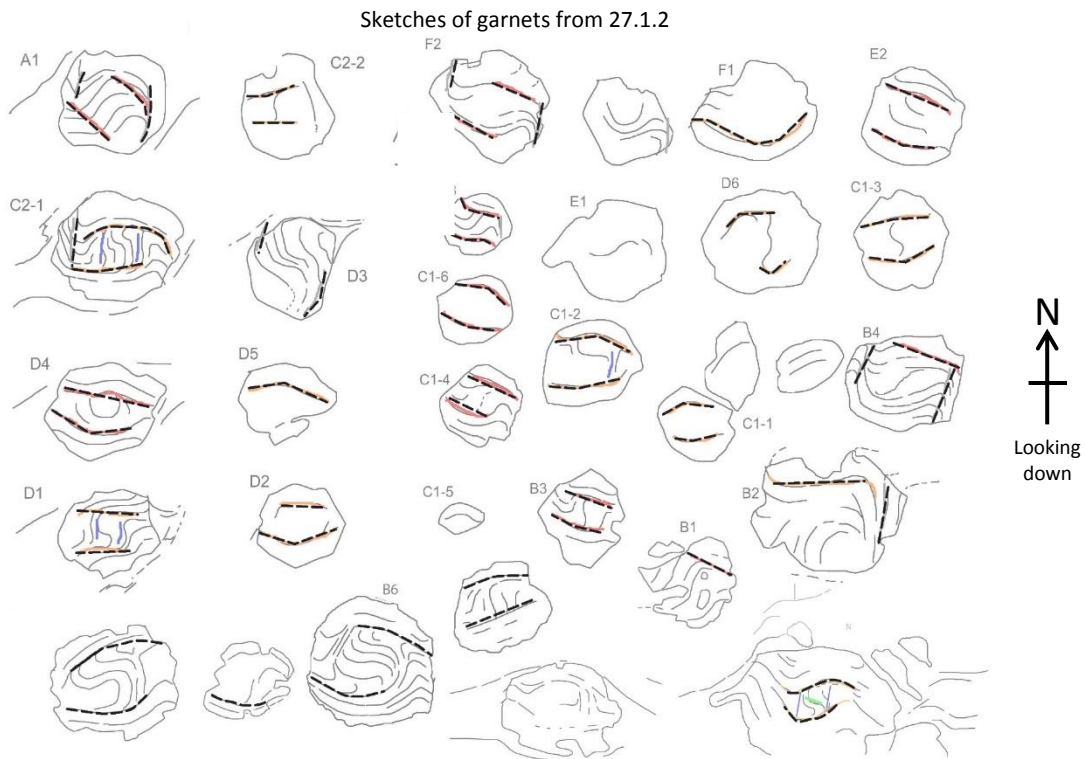 Sketches of garnets from 27.1.2
A1
C2-2
F2
F1
E2
C2-1
D3
E1
D6
C1-3
C1-6
C1-2
B4
D4
D5
C1-4
C1-1
N
Looking
down
D1
D2
C1-5
B3
B1
B2
B6
N